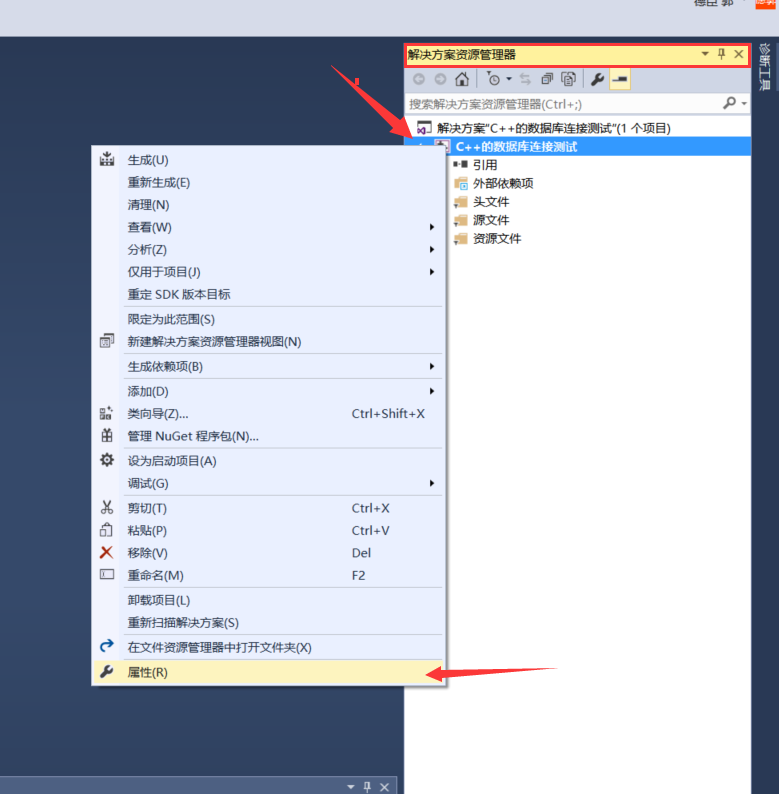 解决方案资源管理器
诊断工具
搜索解决方案资源管理器(Ctrl+;)
解决方案"C++的数据库连接测试"(1 个项目)
C++的数据库连接测试
引用
外部依赖项
头文件
源文件
资源文件
生成(U)
重新生成(E)
清理(N)
查看(W)
分析(Z)
仅用于项目(J)
重定 SDK 版本目标
限定为此范围(S)
新建解决方案资源管理器视图(N)
生成依赖项(B)
添加(D)
类向导(Z)... Ctrl+Shift+X
管理 NuGet 程序包(N)...
设为启动项目(A)
调试(G)
剪切(T) Ctrl+X
粘贴(P) Ctrl+V
移除(V) Del
重命名(M) F2
卸载项目(L)
重新扫描解决方案(S)
在文件资源管理器中打开文件夹(X)
属性(R)